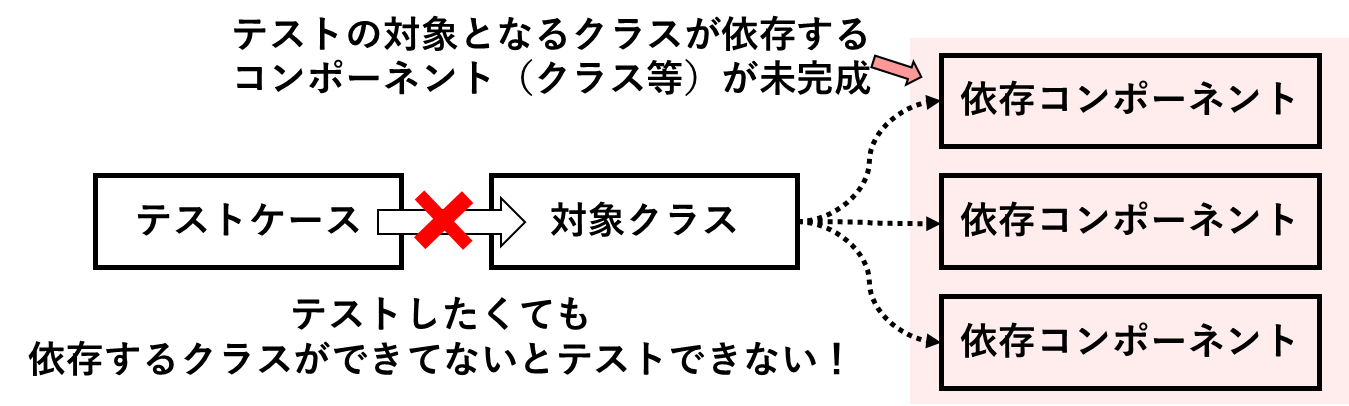 テストの対象となるクラスが依存する
コンポーネント（クラス等）が未完成
依存コンポーネント
テストケース
対象クラス
依存コンポーネント
テストしたくても
依存するクラスができてないとテストできない！
依存コンポーネント